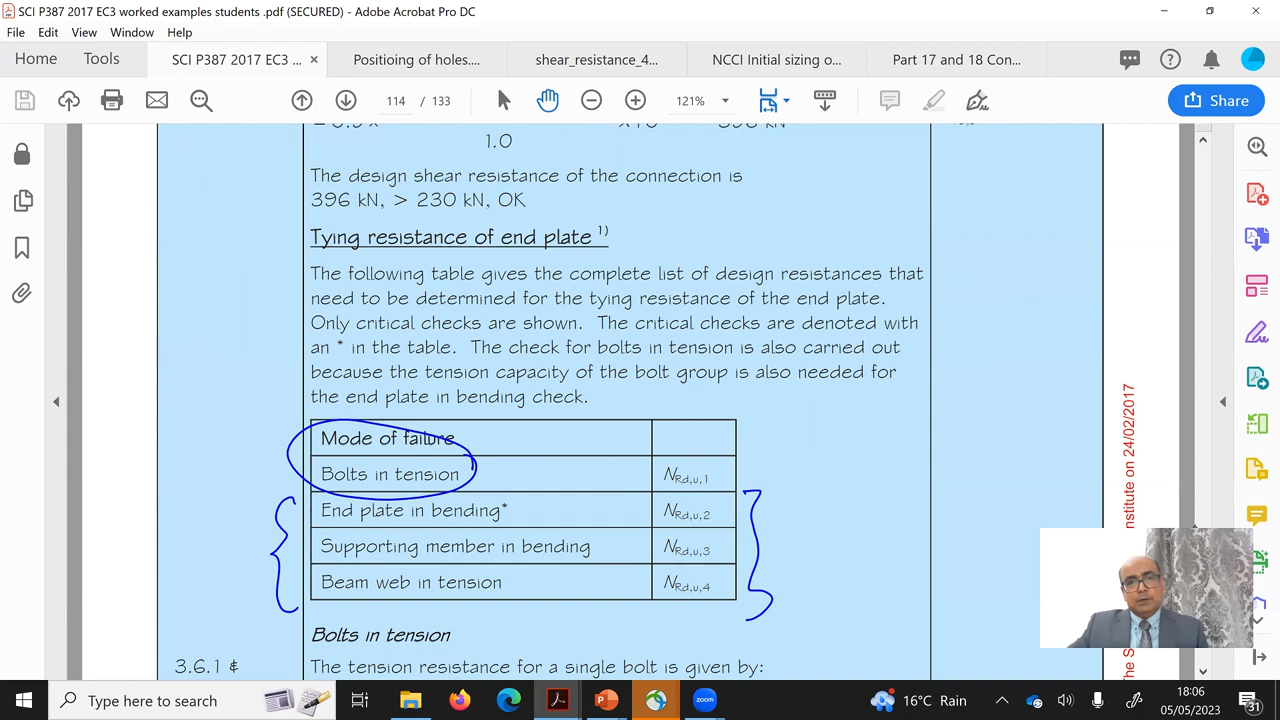 SCI P387 2017 EC3 worked examples students .pdf (SECURED) - Adobe Acrobat Pro DC
File Edit View Window Help
Home Tools SCI P387 2017 EC3 ... Positioing of holes.... shear_resistance_4... NCCI Initial sizing o... Part 17 and 18 Con...
114 / 133 121% Share
1.0
The design shear resistance of the connection is
396 kN, > 230 kN, OK
Tying resistance of end plate 1)
The following table gives the complete list of design resistances that
need to be determined for the tying resistance of the end plate.
Only critical checks are shown. The critical checks are denoted with
an * in the table. The check for bolts in tension is also carried out
because the tension capacity of the bolt group is also needed for
the end plate in bending check.
Mode of failure
Bolts in tension NRd,u,1
End plate in bending* NRd,u,2
Supporting member in bending NRd,u,3
Beam web in tension NRd,u,4
Bolts in tension
3.6.1 & The tension resistance for a single bolt is given by:
nstitute on 24/02/2017
The S
Type here to search
zoom
16°C Rain
18:06
05/05/2023
31